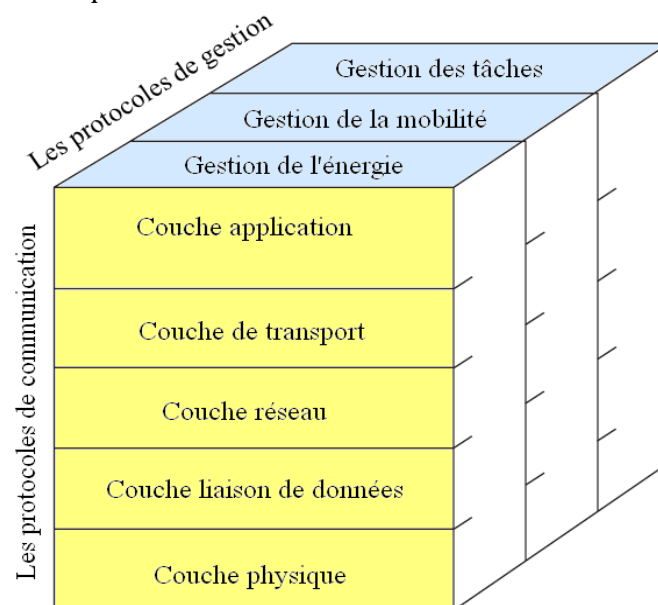 Les protocoles de gestion
Gestion des tâches
Gestion de la mobilité
Gestion de l'énergie
Les protocoles de communication
Couche application
Couche de transport
Couche réseau
Couche liaison de données
Couche physique